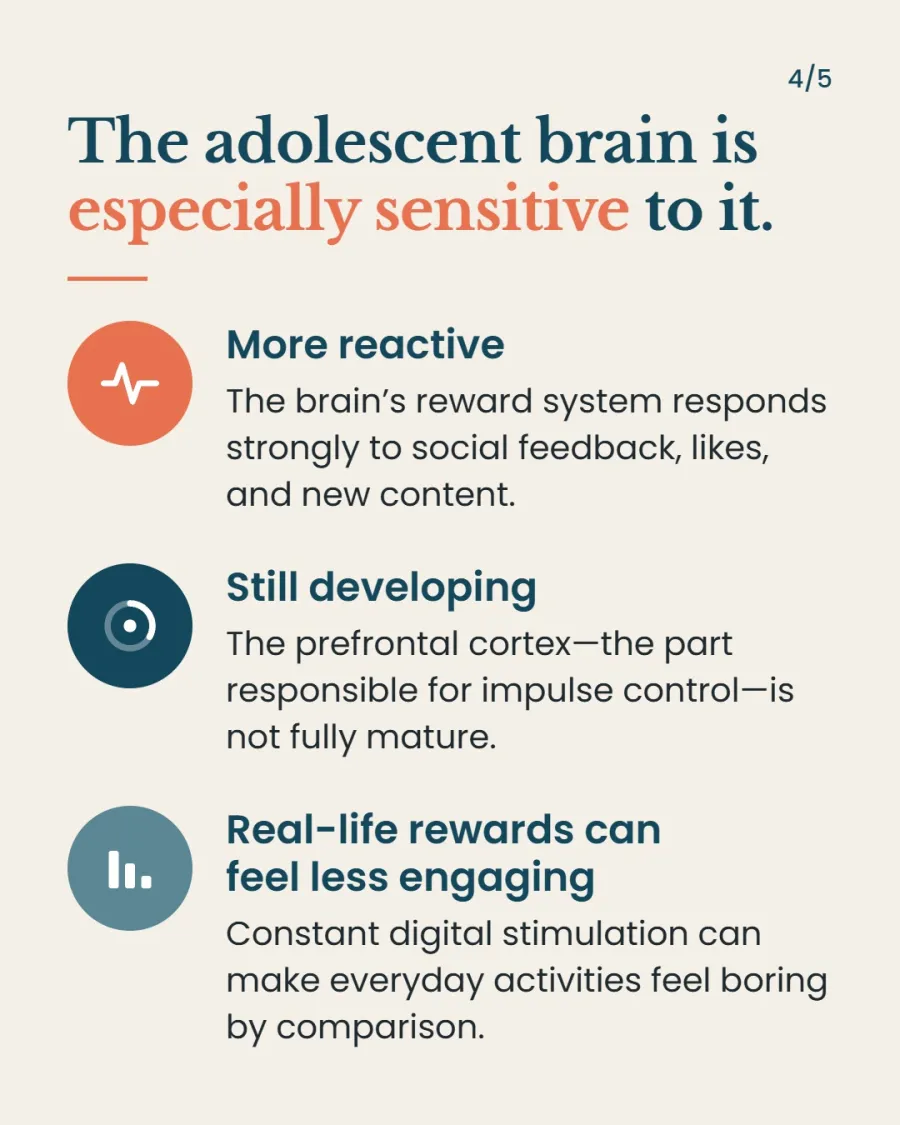 4/5
The adolescent brain is
especially sensitive to it.
More reactive
The brain’s reward system responds
strongly to social feedback, likes,
and new content.
Still developing
The prefrontal cortex—the part
responsible for impulse control—is
not fully mature.
Real-life rewards can
feel less engaging
Constant digital stimulation can
make everyday activities feel boring
by comparison.